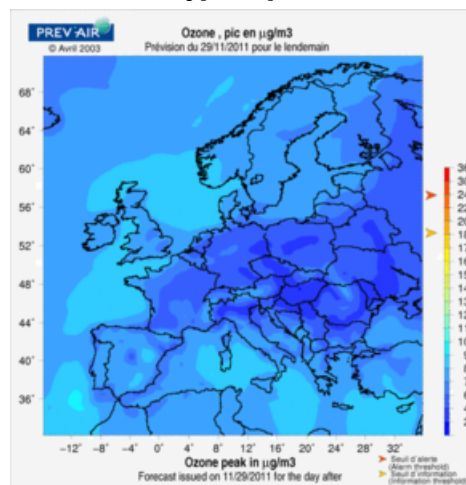 PREV'AIR
© Avril 2003
Ozone , pic en µg/m3
Prévision du 29/11/2011 pour le lendemain
68°
64°
60°
56°
52°
48°
44°
40°
36°
−12° −8° −4° 0° 4° 8° 12° 16° 20° 24° 28° 32°
Ozone peak in µg/m3
Forecast issued on 11/29/2011 for the day after
Seuil d'alerte
(Alarm threshold)
Seuil d'information
(Information threshold)